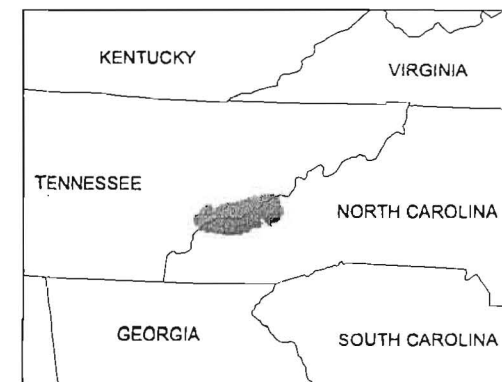 KENTUCKY
VIRGINIA
TENNESSEE
NORTH CAROLINA
GEORGIA
SOUTH CAROLINA